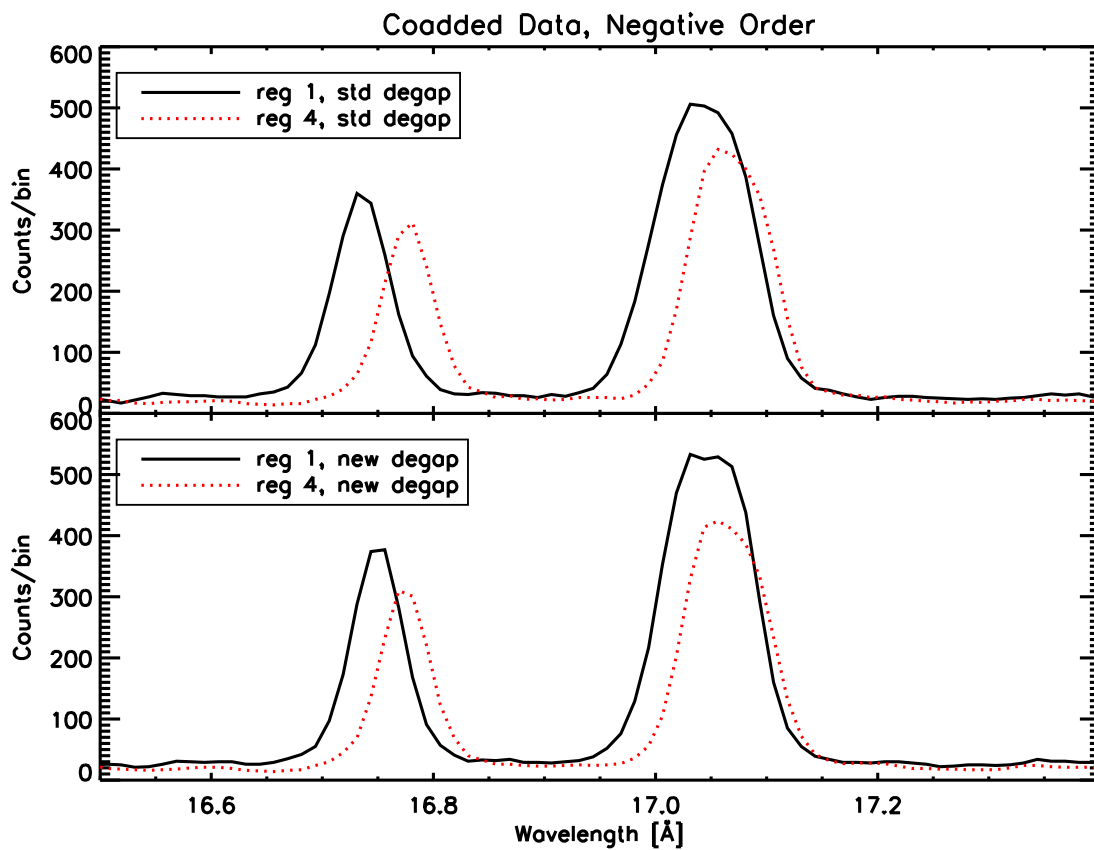 Coadded Data, Negative Order
600
500
400
300
200
100
0
Counts/bin
reg 1, std degap
reg 4, std degap
600
500
400
300
200
100
0
Counts/bin
reg 1, new degap
reg 4, new degap
16.6 16.8 17.0 17.2
Wavelength [Å]